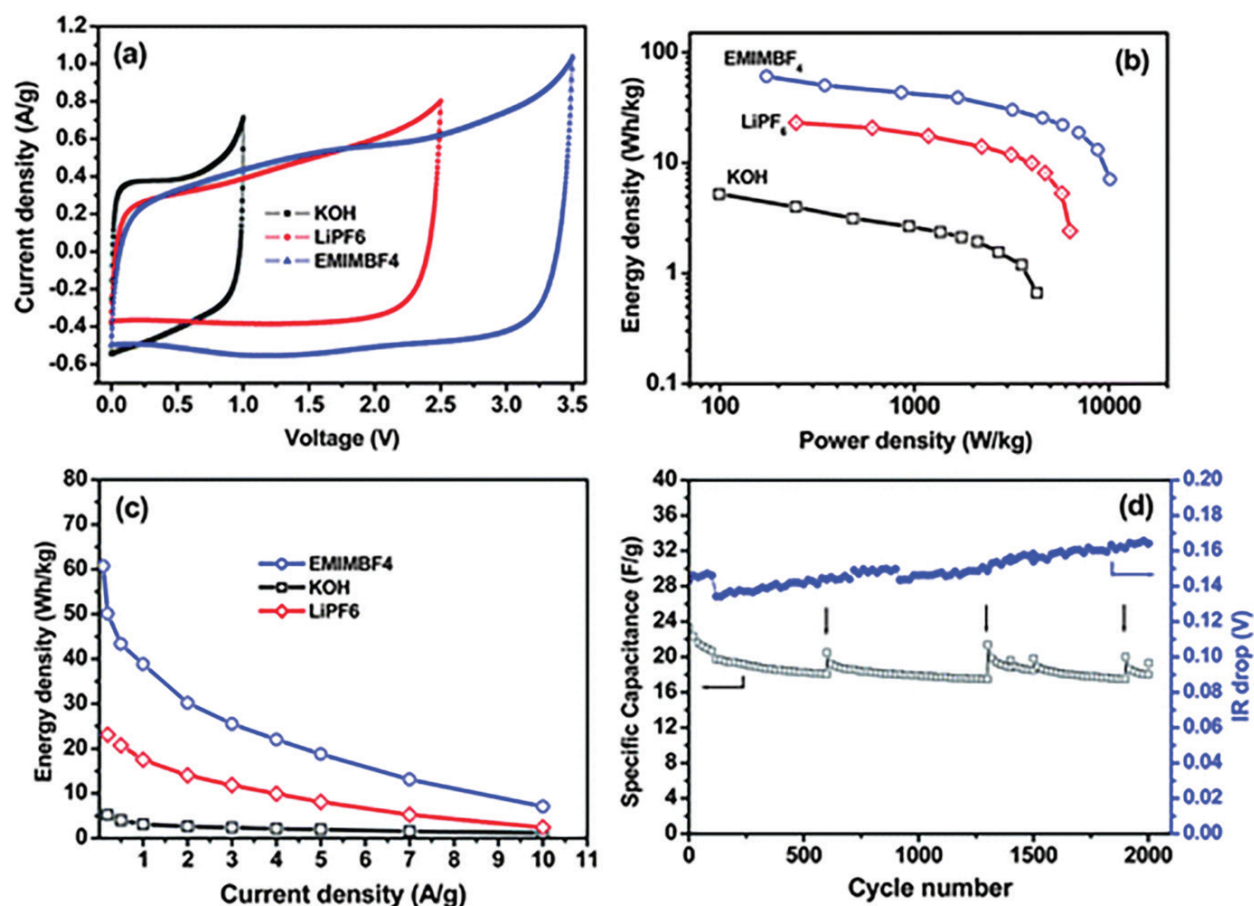 (a)
Current density (A/g)
1.2
1.0
0.8
0.6
0.4
0.2
0.0
-0.2
-0.4
-0.6
KOH
LiPF6
EMIMBF4
0.0 0.5 1.0 1.5 2.0 2.5 3.0 3.5
Voltage (V)
(b)
Energy density (Wh/kg)
100
10
1
0.1
EMIMBF4
LiPF6
KOH
100 1000 10000
Power density (W/kg)
(c)
Energy density (Wh/kg)
80
70
60
50
40
30
20
10
0
EMIMBF4
KOH
LiPF6
1 2 3 4 5 6 7 8 9 10 11
Current density (A/g)
(d)
Specific Capacitance (F/g)
40
36
32
28
24
20
16
12
8
4
0
0.20
0.18
0.16
0.14
0.12
0.10
0.08
0.06
0.04
0.02
0.00
IR drop (V)
0 500 1000 1500 2000
Cycle number